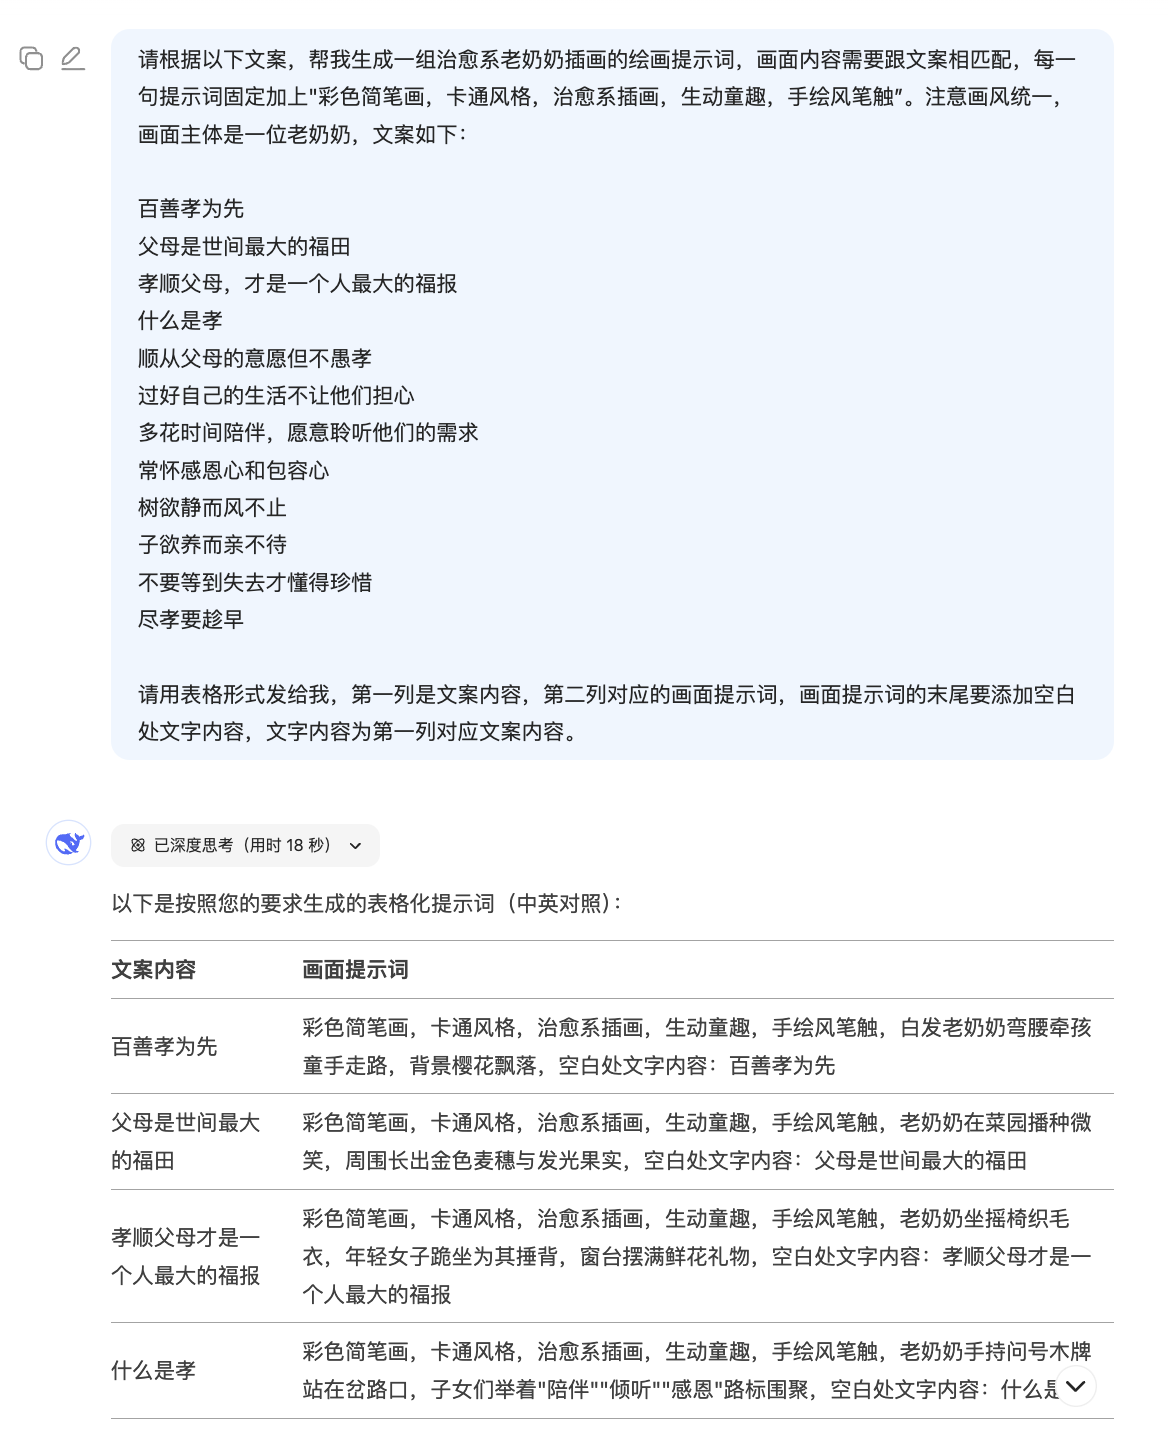 请根据以下文案，帮我生成一组治愈系老奶奶插画的绘画提示词，画面内容需要跟文案相匹配，每一
句提示词固定加上"彩色简笔画，卡通风格，治愈系插画，生动童趣，手绘风笔触"。注意画风统一，
画面主体是一位老奶奶，文案如下：
百善孝为先
父母是世间最大的福田
孝顺父母，才是一个人最大的福报
什么是孝
顺从父母的意愿但不愚孝
过好自己的生活不让他们担心
多花时间陪伴，愿意聆听他们的需求
常怀感恩心和包容心
树欲静而风不止
子欲养而亲不待
不要等到失去才懂得珍惜
尽孝要趁早
请用表格形式发给我，第一列是文案内容，第二列对应的画面提示词，画面提示词的末尾要添加空白
处文字内容，文字内容为第一列对应文案内容。
已深度思考（用时 18 秒）
以下是按照您的要求生成的表格化提示词（中英对照）：
文案内容
画面提示词
百善孝为先
彩色简笔画，卡通风格，治愈系插画，生动童趣，手绘风笔触，白发老奶奶弯腰牵孩
童手走路，背景樱花飘落，空白处文字内容：百善孝为先
父母是世间最大
的福田
彩色简笔画，卡通风格，治愈系插画，生动童趣，手绘风笔触，老奶奶在菜园播种微
笑，周围长出金色麦穗与发光果实，空白处文字内容：父母是世间最大的福田
孝顺父母才是一
个人最大的福报
彩色简笔画，卡通风格，治愈系插画，生动童趣，手绘风笔触，老奶奶坐摇椅织毛
衣，年轻女子跪坐为其捶背，窗台摆满鲜花礼物，空白处文字内容：孝顺父母才是一
个人最大的福报
什么是孝
彩色简笔画，卡通风格，治愈系插画，生动童趣，手绘风笔触，老奶奶手持问号木牌
站在岔路口，子女们举着"陪伴""倾听""感恩"路标围聚，空白处文字内容：什么是